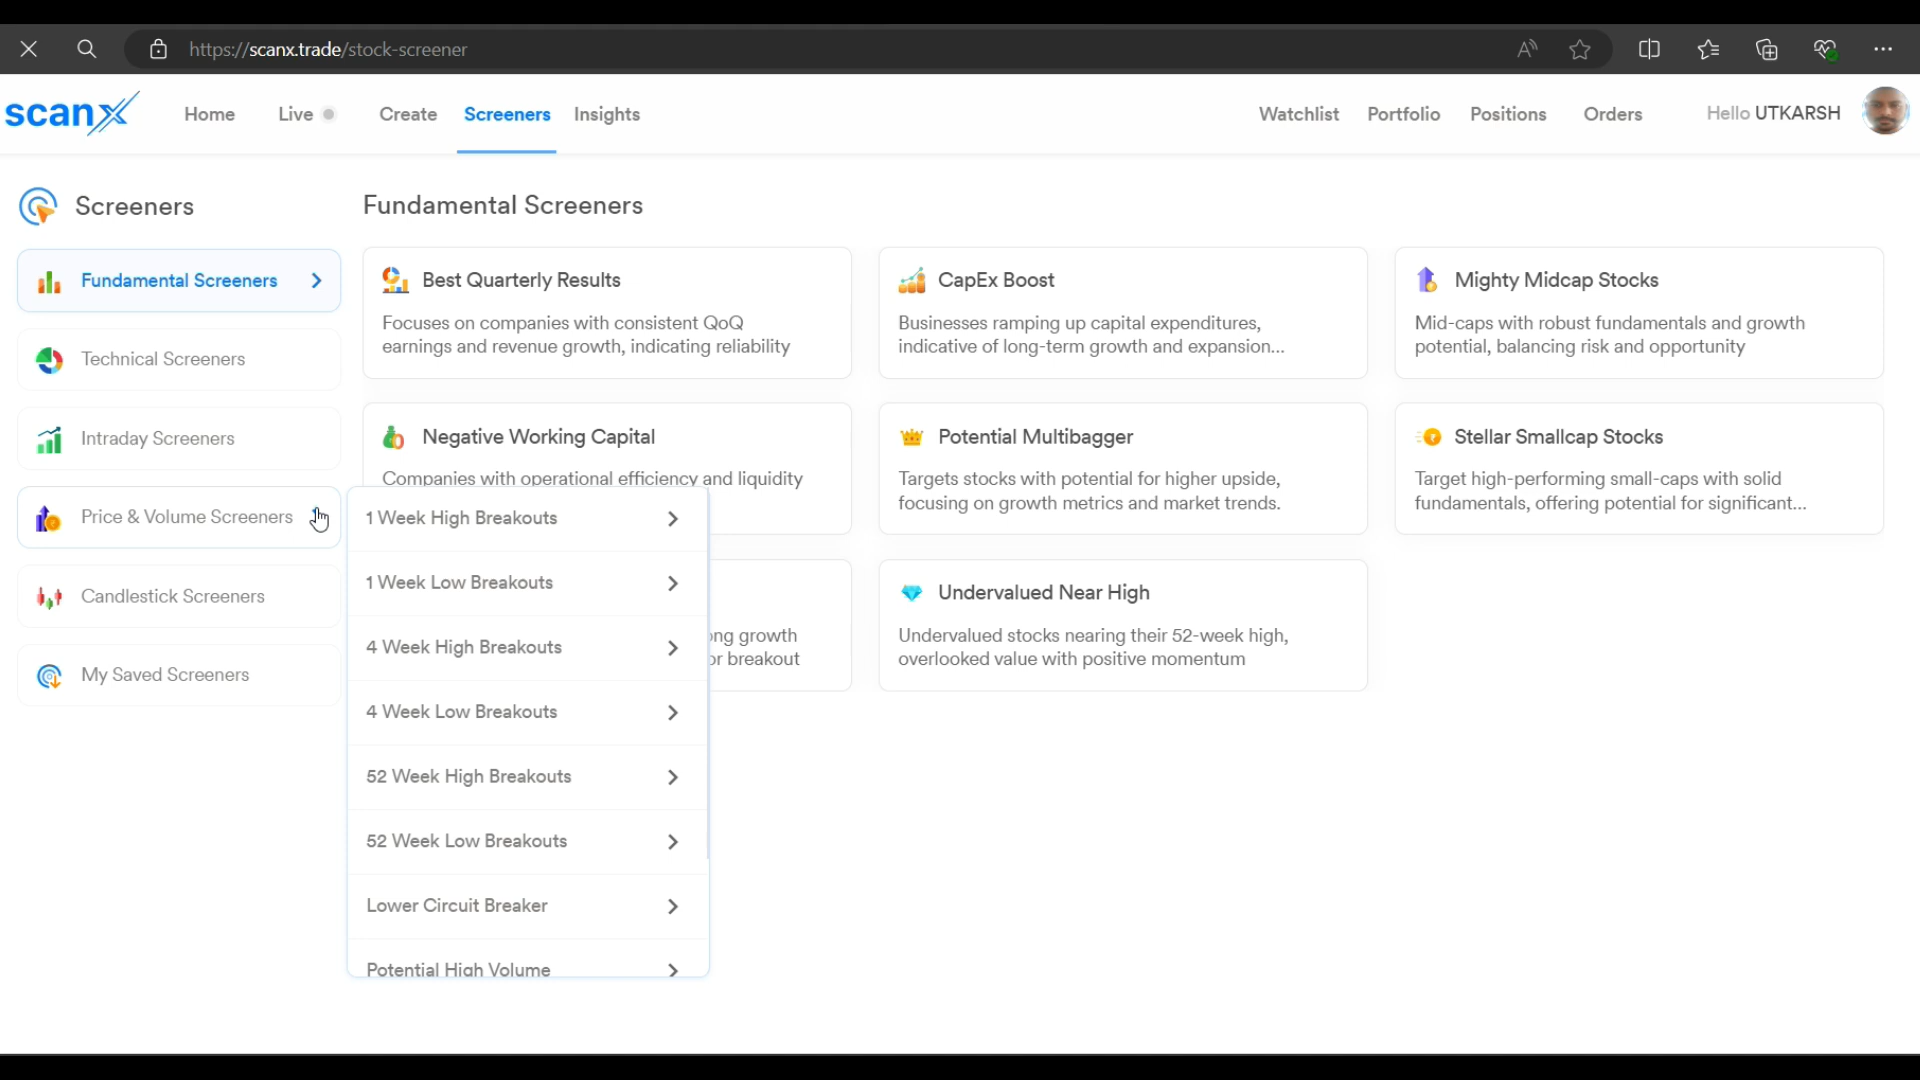 https://scanx.trade/stock-screener
scanx
Home
Live
Create
Screeners
Insights
Watchlist
Portfolio
Positions
Orders
Hello UTKARSH
Screeners
Fundamental Screeners
Technical Screeners
Intraday Screeners
Price & Volume Screeners
Candlestick Screeners
My Saved Screeners
Fundamental Screeners
Best Quarterly Results
Focuses on companies with consistent QoQ
earnings and revenue growth, indicating reliability
CapEx Boost
Businesses ramping up capital expenditures,
indicative of long-term growth and expansion...
Mighty Midcap Stocks
Mid-caps with robust fundamentals and growth
potential, balancing risk and opportunity
Negative Working Capital
Companies with operational efficiency and liquidity
Potential Multibagger
Targets stocks with potential for higher upside,
focusing on growth metrics and market trends.
Stellar Smallcap Stocks
Target high-performing small-caps with solid
fundamentals, offering potential for significant...
growth
breakout
Undervalued Near High
Undervalued stocks nearing their 52-week high,
overlooked value with positive momentum
1 Week High Breakouts
1 Week Low Breakouts
4 Week High Breakouts
4 Week Low Breakouts
52 Week High Breakouts
52 Week Low Breakouts
Lower Circuit Breaker
Potential High Volume